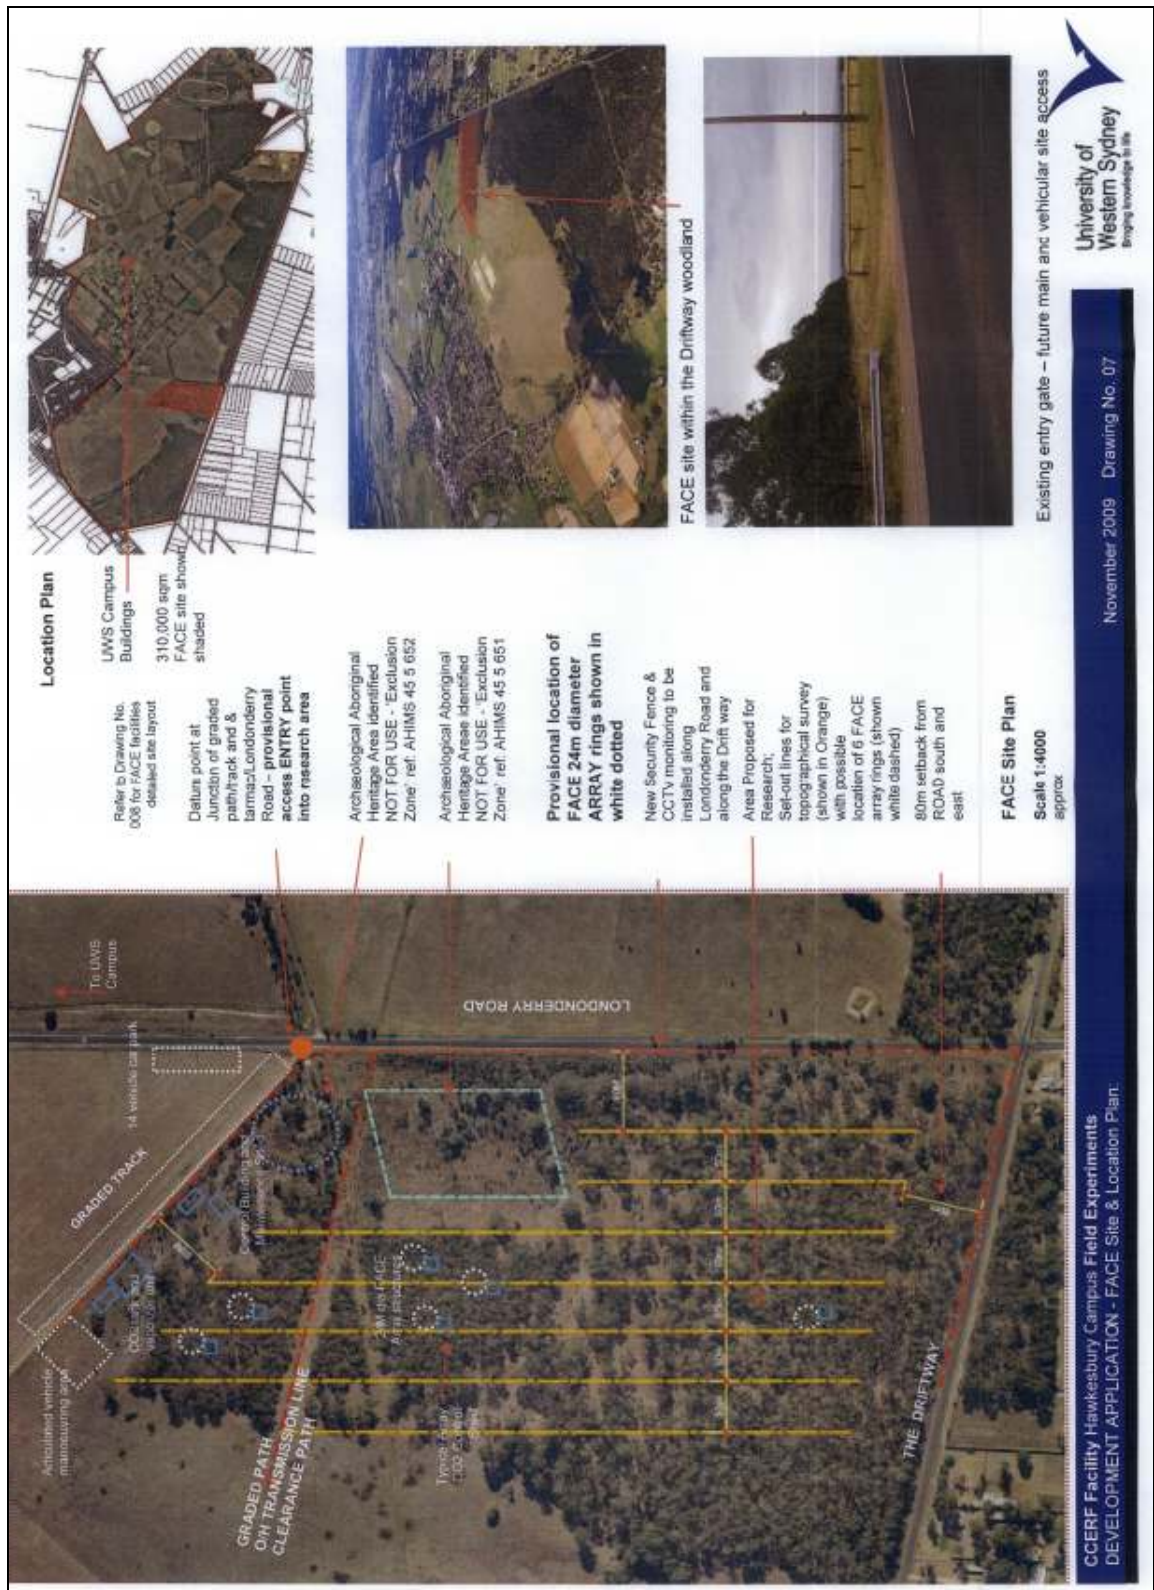 Location Plan
UWS Campus
Buildings
310,000 sqm
FACE site shown
shaded
Refer to Drawing No.
008 for FACE facilities
detailed site layout
Datum point at
Junction of graded
path/track and &
tarmac/Londonderry
Road – provisional
access ENTRY point
into research area
Archaeological Aboriginal
Heritage Area identified
NOT FOR USE - 'Exclusion
Zone' ref. AHIMS 45 5 652
Archaeological Aboriginal
Heritage Areae identified
NOT FOR USE - 'Exclusion
Zone' ref. AHIMS 45 5 651
Provisional location of
FACE 24m diameter
ARRAY rings shown in
white dotted
New Security Fence &
CCTv monitoring to be
installed along
Londonderry Road and
along the Drift way
Area Proposed for
Research;
Set-out lines for
topographical survey
(shown in Orange)
with possible
location of 6 FACE
array rings (shown
white dashed)
80m setback from
ROAD south and
east
FACE Site Plan
Scale 1:4000
approx
FACE site within the Driftway woodland
Existing entry gate – future main and vehicular site access
University of
Western Sydney
Bringing knowledge to life
To UWS
Campus
14 vehicle car park
LONDONDERRY ROAD
GRADED TRACK
Articulated vehicle
manoeuring area
GRADED PATH
O/H TRANSMISSION LINE
CLEARANCE PATH
THE DRIFTWAY
CCERF Facility Hawkesbury Campus Field Experiments
DEVELOPMENT APPLICATION - FACE Site & Location Plan:
November 2009 Drawing No. 07